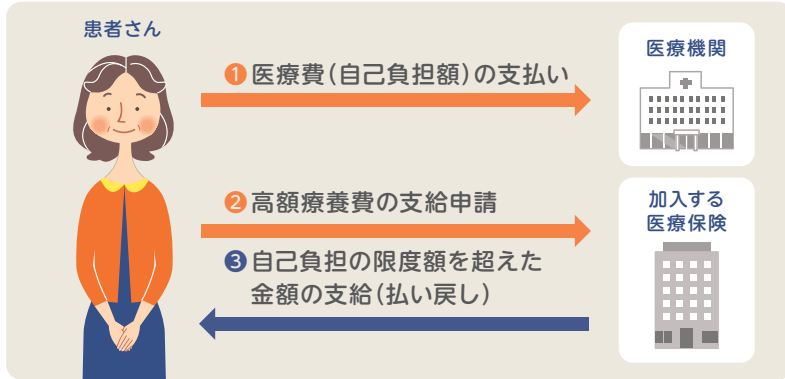 患者さん
❶医療費(自己負担額)の支払い
医療機関
❷高額療養費の支給申請
加入する
医療保険
❸自己負担の限度額を超えた
金額の支給(払い戻し)